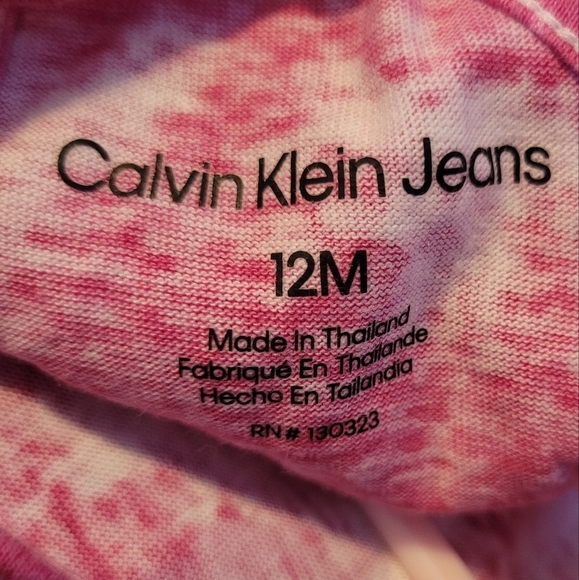 Calvin Klein Jeans
12M
Made In Thailand
Fabriqué En Thaïlande
Hecho En Tailandia
RN# 130323